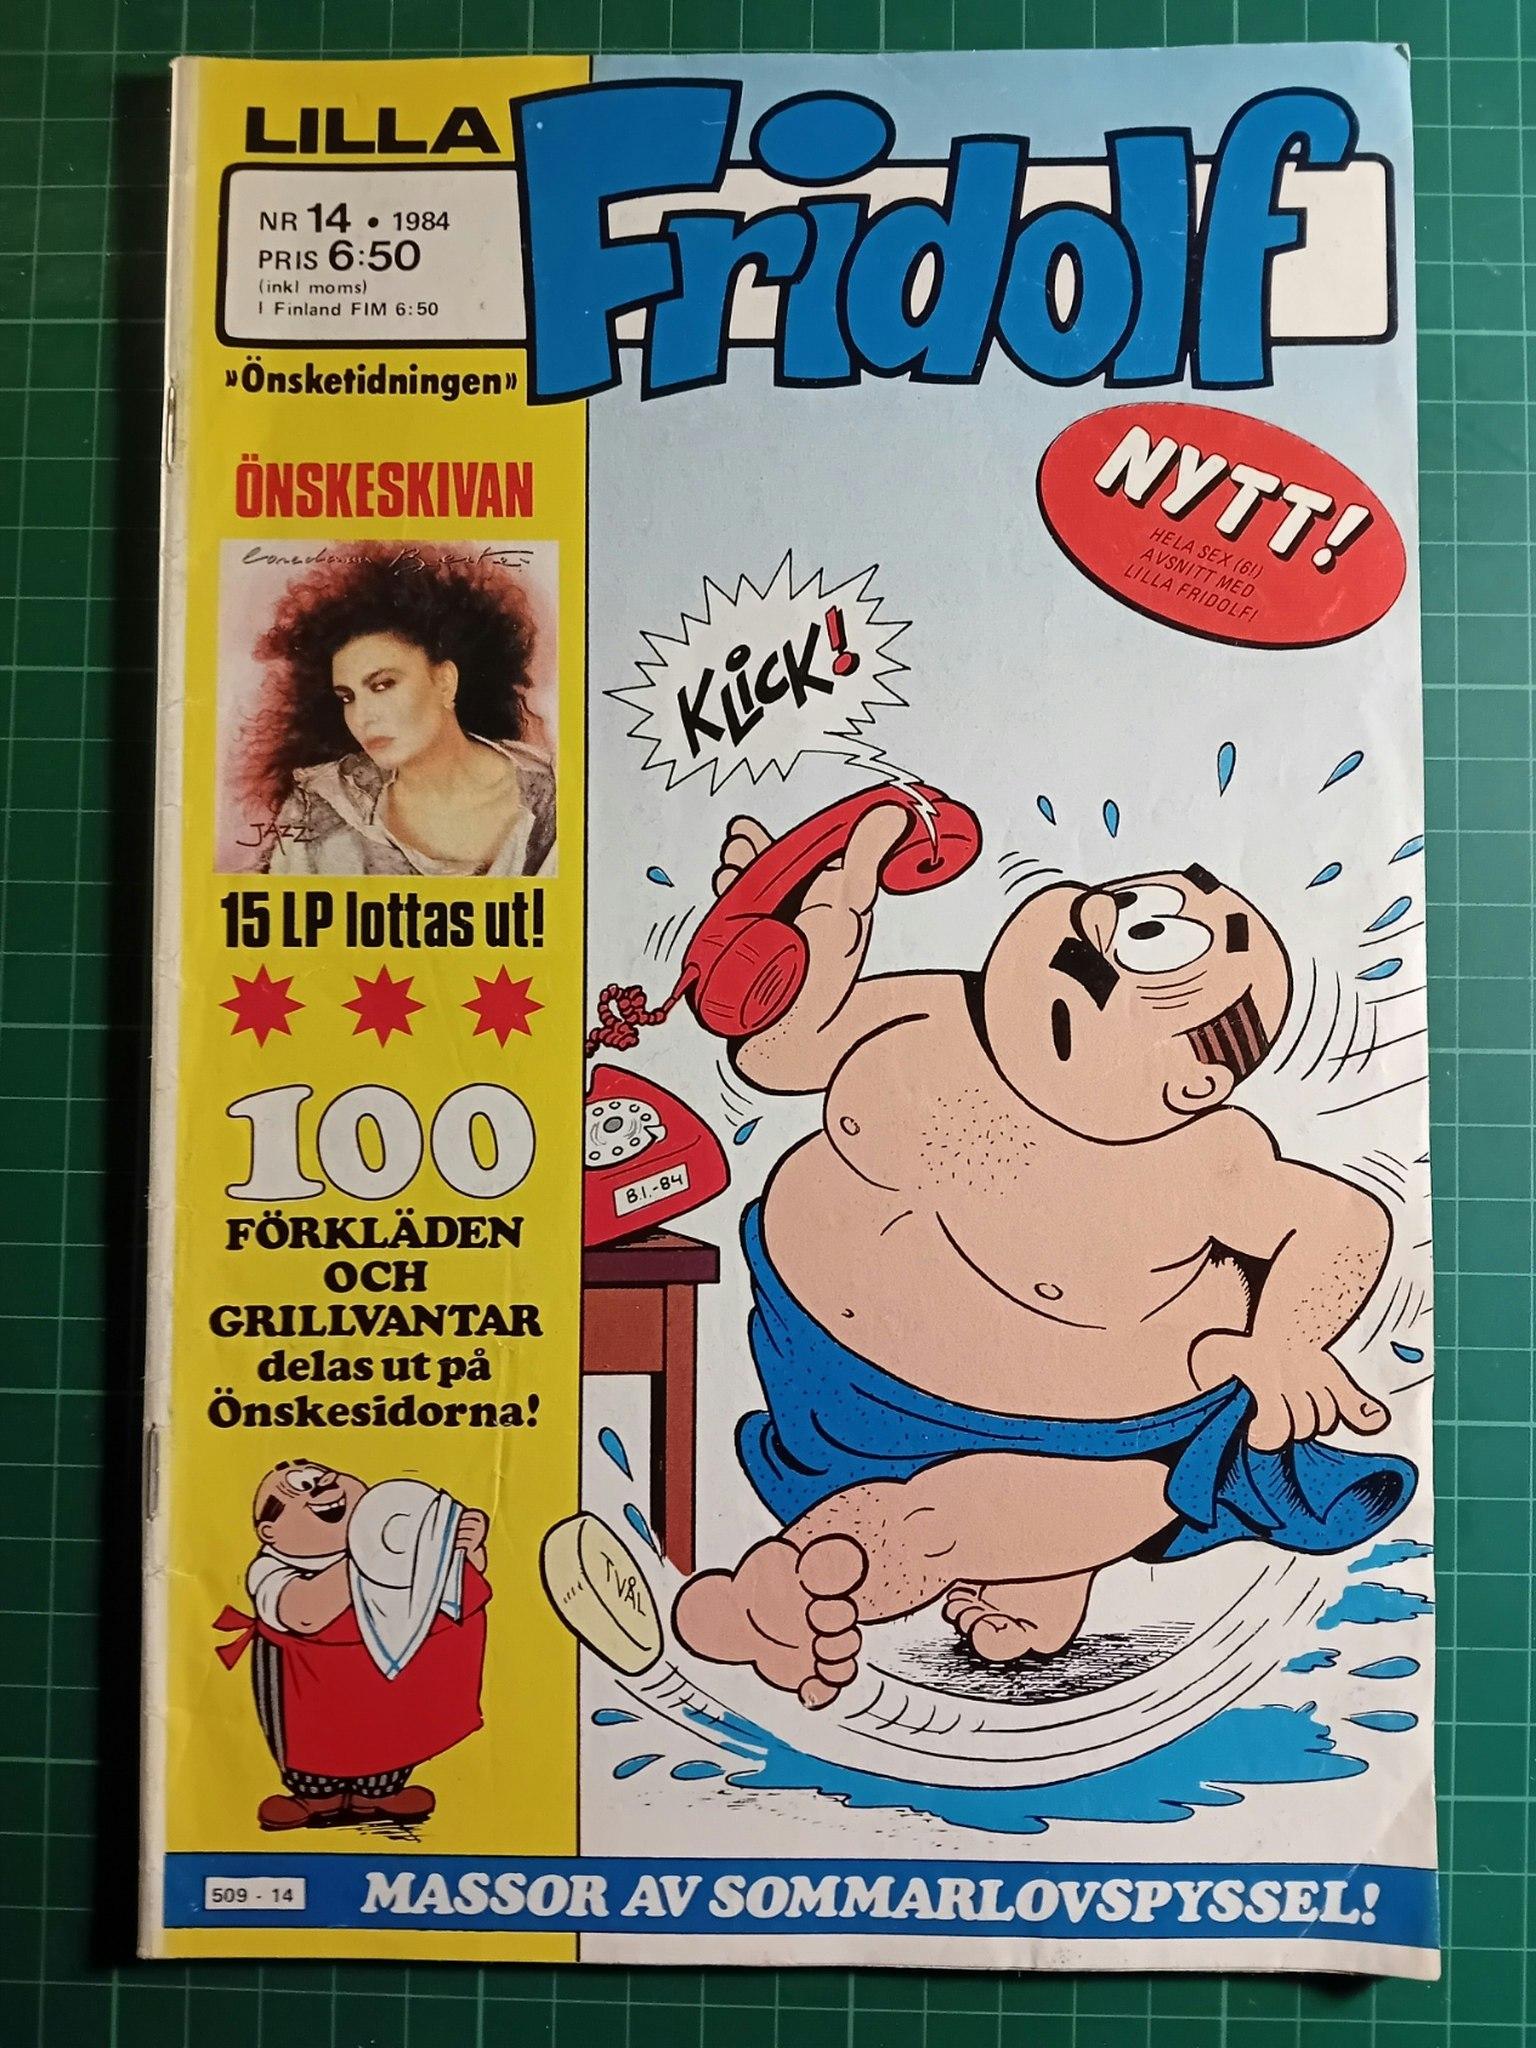 LILLA
Fridolf
NR 14 • 1984
PRIS 6:50
(inkl moms)
I Finland FIM 6:50
»Önsketidningen»
ÖNSKESKIVAN
JAZZ
15 LP lottas ut!
100
FÖRKLÄDEN
OCH
GRILLVANTAR
delas ut på
Önskesidorna!
NYTT!
HELA SEX (6!)
AVSNITT MED
LILLA FRIDOLF!
KLICK!
B.I.-84
TVÅL
509 - 14
MASSOR AV SOMMARLOVSPYSSEL!